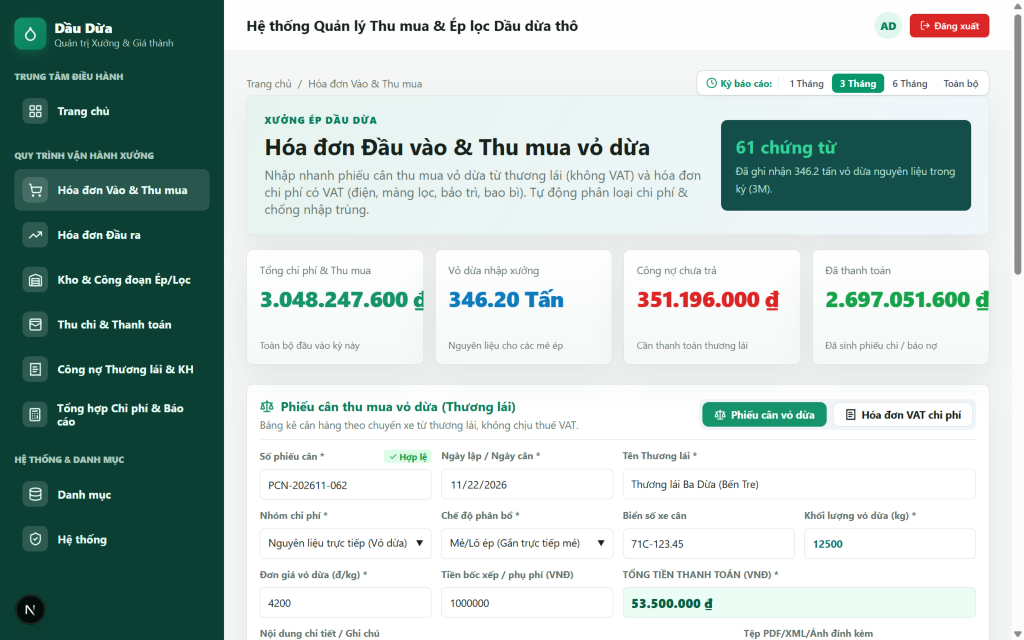 Dầu Dừa
Quản trị Xưởng & Giá thành
TRUNG TÂM ĐIỀU HÀNH
Trang chủ
QUY TRÌNH VẬN HÀNH XƯỞNG
Hóa đơn Vào & Thu mua
Hóa đơn Đầu ra
Kho & Công đoạn Ép/Lọc
Thu chi & Thanh toán
Công nợ Thương lái & KH
Tổng hợp Chi phí & Báo
cáo
HỆ THỐNG & DANH MỤC
Danh mục
Hệ thống
N
Hệ thống Quản lý Thu mua & Ép lọc Dầu dừa thô
AD
Đăng xuất
Trang chủ / Hóa đơn Vào & Thu mua
Kỳ báo cáo: 1 Tháng 3 Tháng 6 Tháng Toàn bộ
XƯỞNG ÉP DẦU DỪA
Hóa đơn Đầu vào & Thu mua vỏ dừa
Nhập nhanh phiếu cân thu mua vỏ dừa từ thương lái (không VAT) và hóa đơn
chi phí có VAT (điện, màng lọc, bảo trì, bao bì). Tự động phân loại chi phí &
chống nhập trùng.
61 chứng từ
Đã ghi nhận 346.2 tấn vỏ dừa nguyên liệu trong
kỳ (3M).
Tổng chi phí & Thu mua
3.048.247.600 ₫
Toàn bộ đầu vào kỳ này
Vỏ dừa nhập xưởng
346.20 Tấn
Nguyên liệu cho các mẻ ép
Công nợ chưa trả
351.196.000 ₫
Cần thanh toán thương lái
Đã thanh toán
2.697.051.600 ₫
Đã sinh phiếu chi / báo nợ
Phiếu cân thu mua vỏ dừa (Thương lái)
Bảng kê cân hàng theo chuyến xe từ thương lái, không chịu thuế VAT.
Phiếu cân vỏ dừa
Hóa đơn VAT chi phí
Số phiếu cân * Hợp lệ
PCN-202611-062
Ngày lập / Ngày cân *
11/22/2026
Tên Thương lái *
Thương lái Ba Dừa (Bến Tre)
Nhóm chi phí *
Nguyên liệu trực tiếp (Vỏ dừa)
Chế độ phân bổ *
Mẻ/Lô ép (Gắn trực tiếp mẻ)
Biển số xe cân
71C-123.45
Khối lượng vỏ dừa (kg) *
12500
Đơn giá vỏ dừa (đ/kg) *
4200
Tiền bốc xếp / phụ phí (VNĐ)
1000000
TỔNG TIỀN THANH TOÁN (VNĐ) *
53.500.000 ₫
Nội dung chi tiết / Ghi chú
Tệp PDF/XML/Ảnh đính kèm